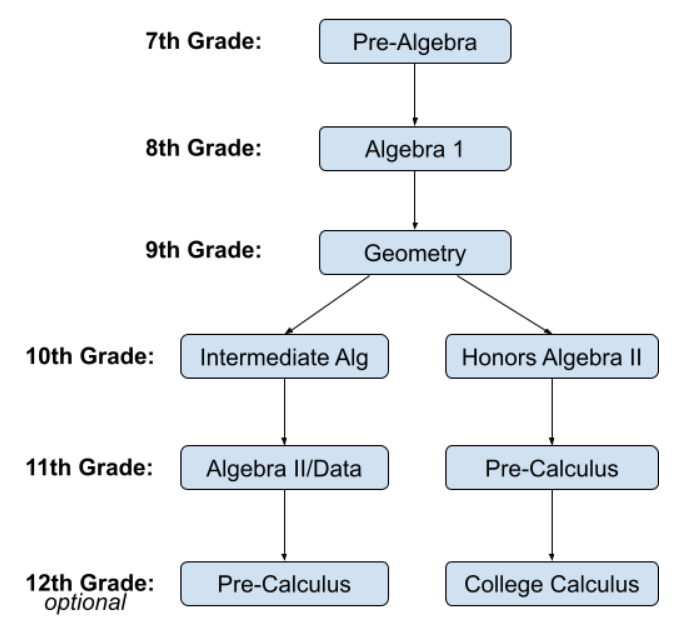 7th Grade: Pre-Algebra
8th Grade: Algebra 1
9th Grade: Geometry
10th Grade: Intermediate Alg Honors Algebra II
11th Grade: Algebra II/Data Pre-Calculus
12th Grade: Pre-Calculus College Calculus
optional